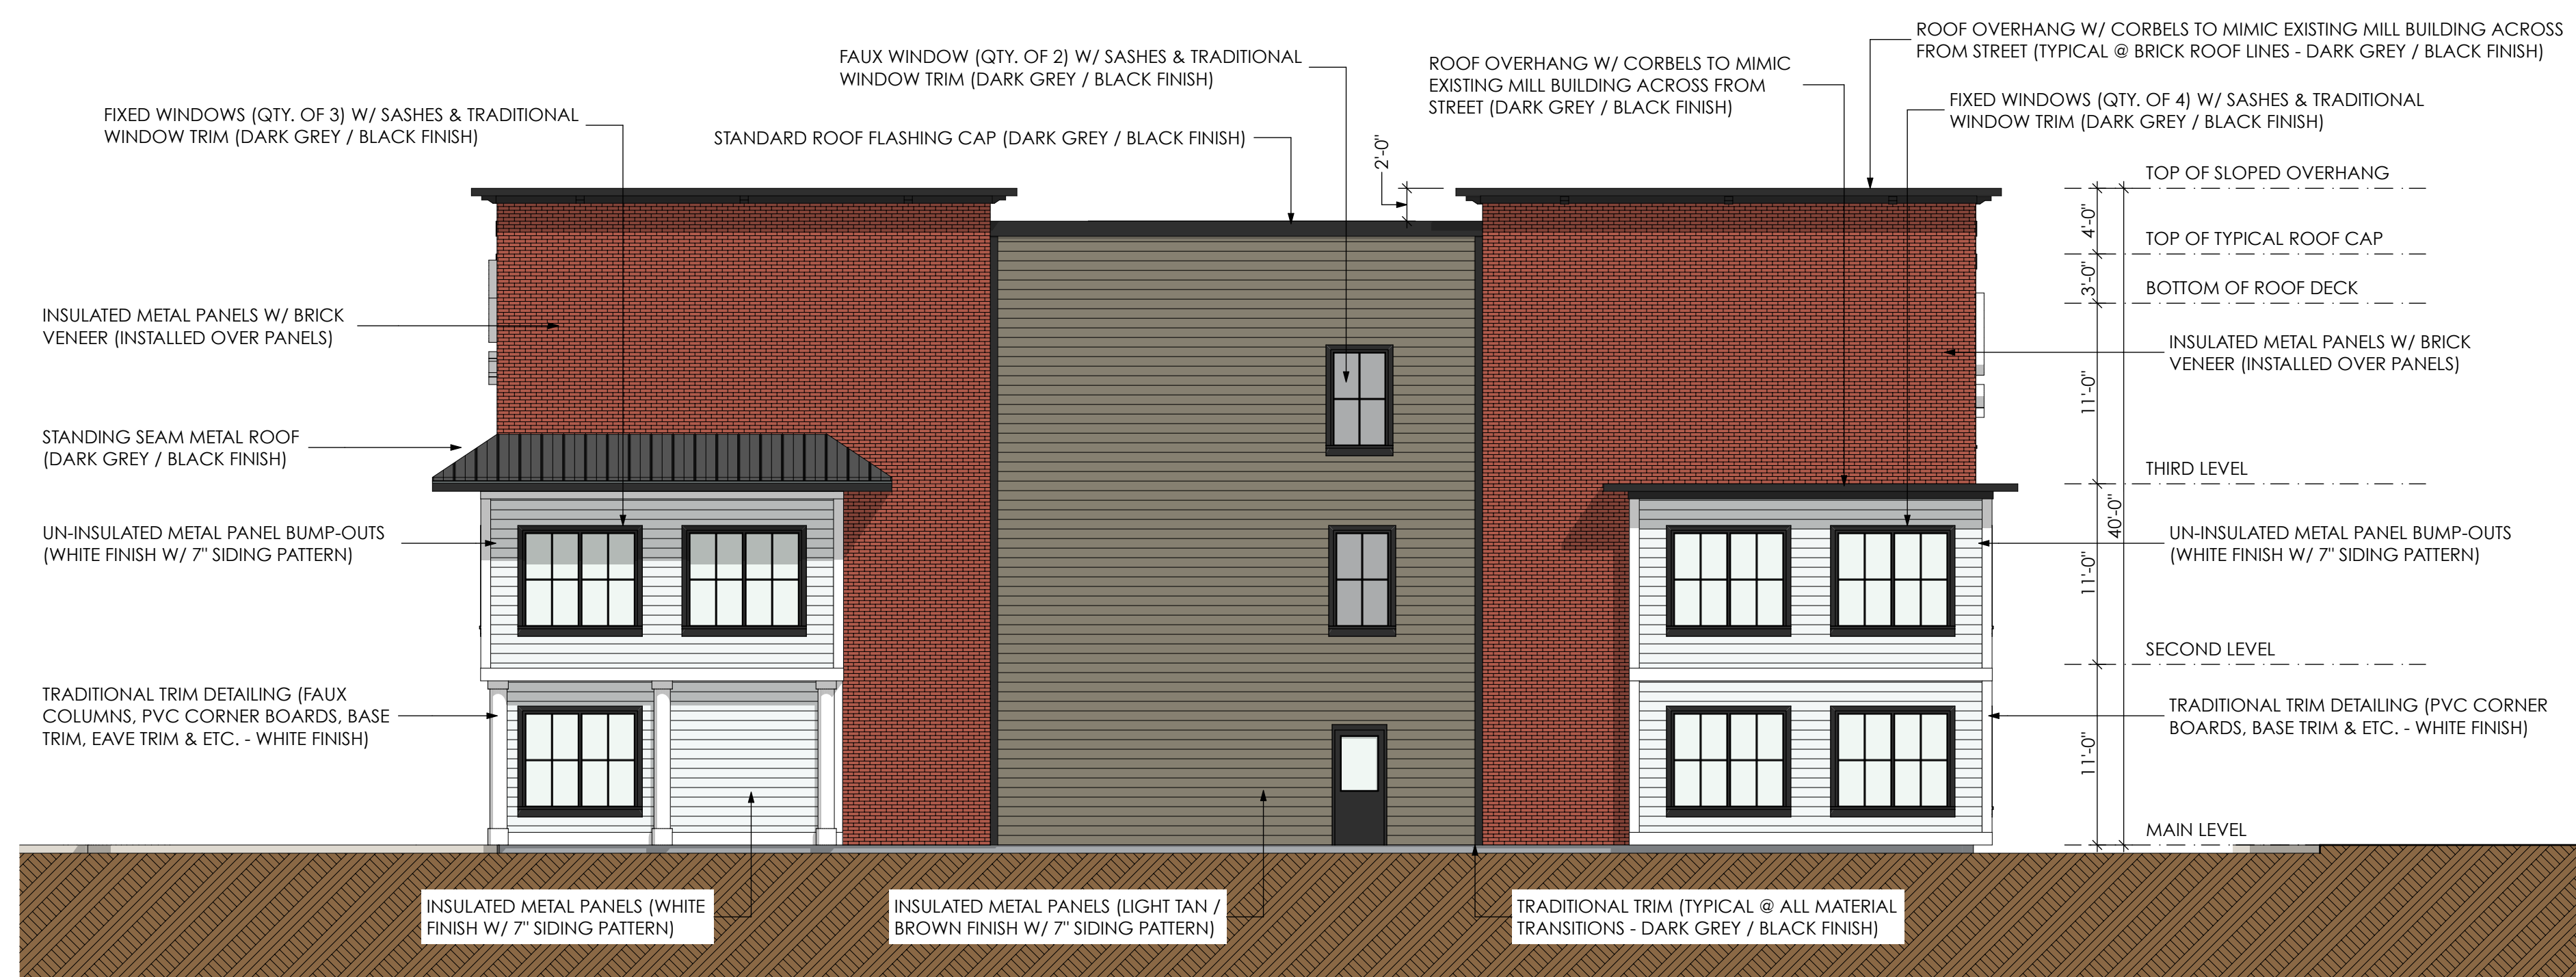 ROOF OVERHANG W/ CORBELS TO MIMIC EXISTING MILL BUILDING ACROSS
FROM STREET (TYPICAL @ BRICK ROOF LINES - DARK GREY / BLACK FINISH)
FAUX WINDOW (QTY. OF 2) W/ SASHES & TRADITIONAL
WINDOW TRIM (DARK GREY / BLACK FINISH)
ROOF OVERHANG W/ CORBELS TO MIMIC
EXISTING MILL BUILDING ACROSS FROM
STREET (DARK GREY / BLACK FINISH)
FIXED WINDOWS (QTY. OF 4) W/ SASHES & TRADITIONAL
WINDOW TRIM (DARK GREY / BLACK FINISH)
FIXED WINDOWS (QTY. OF 3) W/ SASHES & TRADITIONAL
WINDOW TRIM (DARK GREY / BLACK FINISH)
STANDARD ROOF FLASHING CAP (DARK GREY / BLACK FINISH)
2'-0"
TOP OF SLOPED OVERHANG
4'-0"
TOP OF TYPICAL ROOF CAP
3'-0"
BOTTOM OF ROOF DECK
INSULATED METAL PANELS W/ BRICK
VENEER (INSTALLED OVER PANELS)
INSULATED METAL PANELS W/ BRICK
VENEER (INSTALLED OVER PANELS)
11'-0"
STANDING SEAM METAL ROOF
(DARK GREY / BLACK FINISH)
THIRD LEVEL
40'-0"
UN-INSULATED METAL PANEL BUMP-OUTS
(WHITE FINISH W/ 7" SIDING PATTERN)
UN-INSULATED METAL PANEL BUMP-OUTS
(WHITE FINISH W/ 7" SIDING PATTERN)
11'-0"
SECOND LEVEL
TRADITIONAL TRIM DETAILING (FAUX
COLUMNS, PVC CORNER BOARDS, BASE
TRIM, EAVE TRIM & ETC. - WHITE FINISH)
TRADITIONAL TRIM DETAILING (PVC CORNER
BOARDS, BASE TRIM & ETC. - WHITE FINISH)
11'-0"
MAIN LEVEL
INSULATED METAL PANELS (WHITE
FINISH W/ 7" SIDING PATTERN)
INSULATED METAL PANELS (LIGHT TAN /
BROWN FINISH W/ 7" SIDING PATTERN)
TRADITIONAL TRIM (TYPICAL @ ALL MATERIAL
TRANSITIONS - DARK GREY / BLACK FINISH)